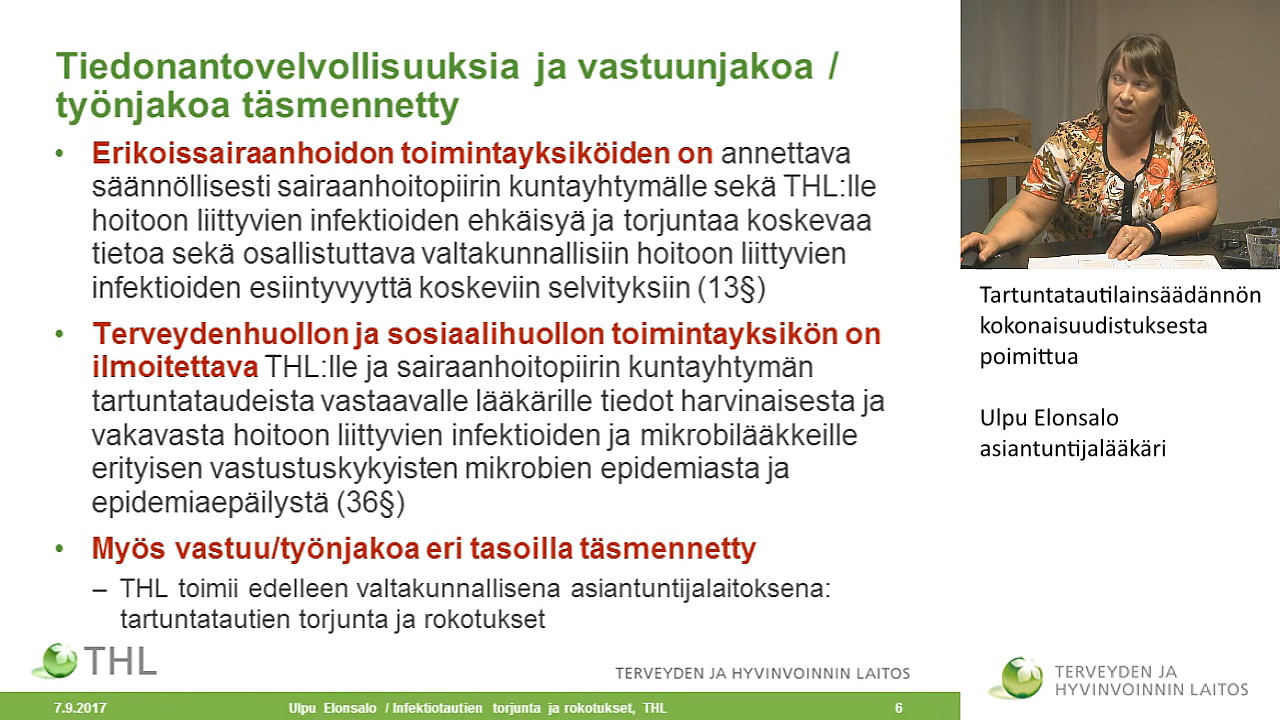 Tiedonantovelvollisuuksia ja vastuunjakoa /
työnjakoa täsmennetty
• Erikoissairaanhoidon toimintayksiköiden on annettava
säännöllisesti sairaanhoitopiirin kuntayhtymälle sekä THL:lle
hoitoon liittyvien infektioiden ehkäisyä ja torjuntaa koskevaa
tietoa sekä osallistuttava valtakunnallisiin hoitoon liittyvien
infektioiden esiintyvyyttä koskeviin selvityksiin (13§)
• Terveydenhuollon ja sosiaalihuollon toimintayksikön on
ilmoitettava THL:lle ja sairaanhoitopiirin kuntayhtymän
tartuntataudeista vastaavalle lääkärille tiedot harvinaisesta ja
vakavasta hoitoon liittyvien infektioiden ja mikrobilääkkeille
erityisen vastustuskykyisten mikrobien epidemiasta ja
epidemiaepäilystä (36§)
• Myös vastuu/työnjakoa eri tasoilla täsmennetty
– THL toimii edelleen valtakunnallisena asiantuntijalaitoksena:
tartuntatautien torjunta ja rokotukset
THL
TERVEYDEN JA HYVINVOINNIN LAITOS
7.9.2017 Ulpu Elonsalo / Infektiotautien torjunta ja rokotukset, THL 6
Tartuntatautilainsäädännön
kokonaisuudistuksesta
poimittua
Ulpu Elonsalo
asiantuntijalääkäri
TERVEYDEN JA
HYVINVOINNIN LAITOS